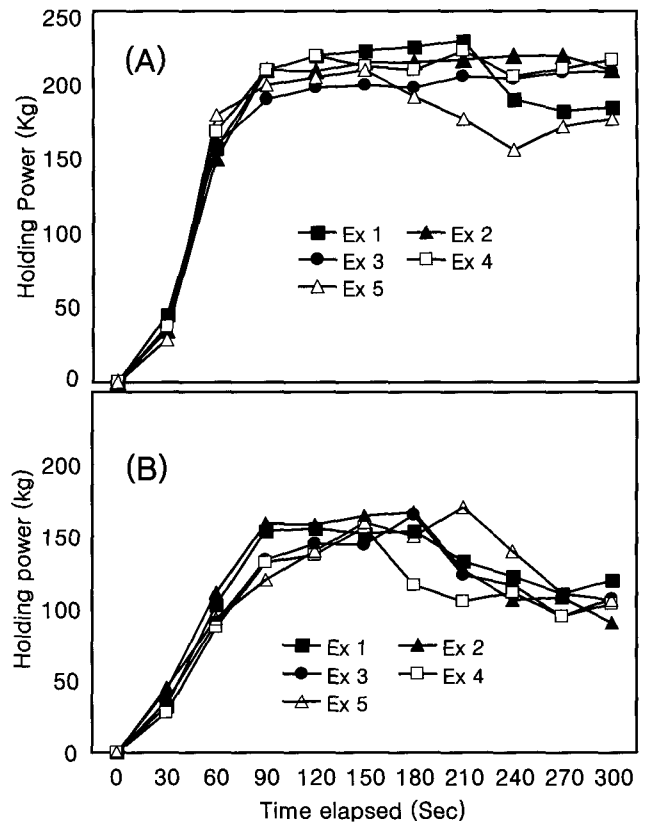 250
(A)
200
150
100
50
0
Holding Power (Kg)
Ex 1 Ex 2
Ex 3 Ex 4
Ex 5
(B)
200
150
100
50
0
Holding power (kg)
Ex 1 Ex 2
Ex 3 Ex 4
Ex 5
0 30 60 90 120 150 180 210 240 270 300
Time elapsed (Sec)